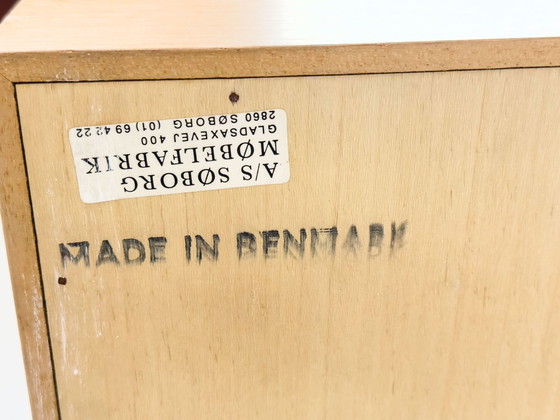 A/S SØBORG
MØBELFABRIK
GLADSAXEVEJ 400
2860 SØBORG (01) 69 42 22
MADE IN DENMARK